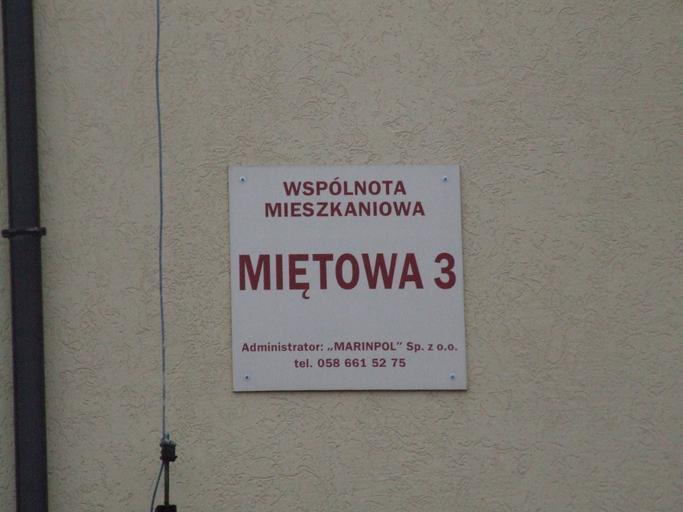 WSPÓLNOTA
MIESZKANIOWA
MIĘTOWA 3
Administrator: „MARINPOL” Sp. z o.o.
tel. 058 661 52 75